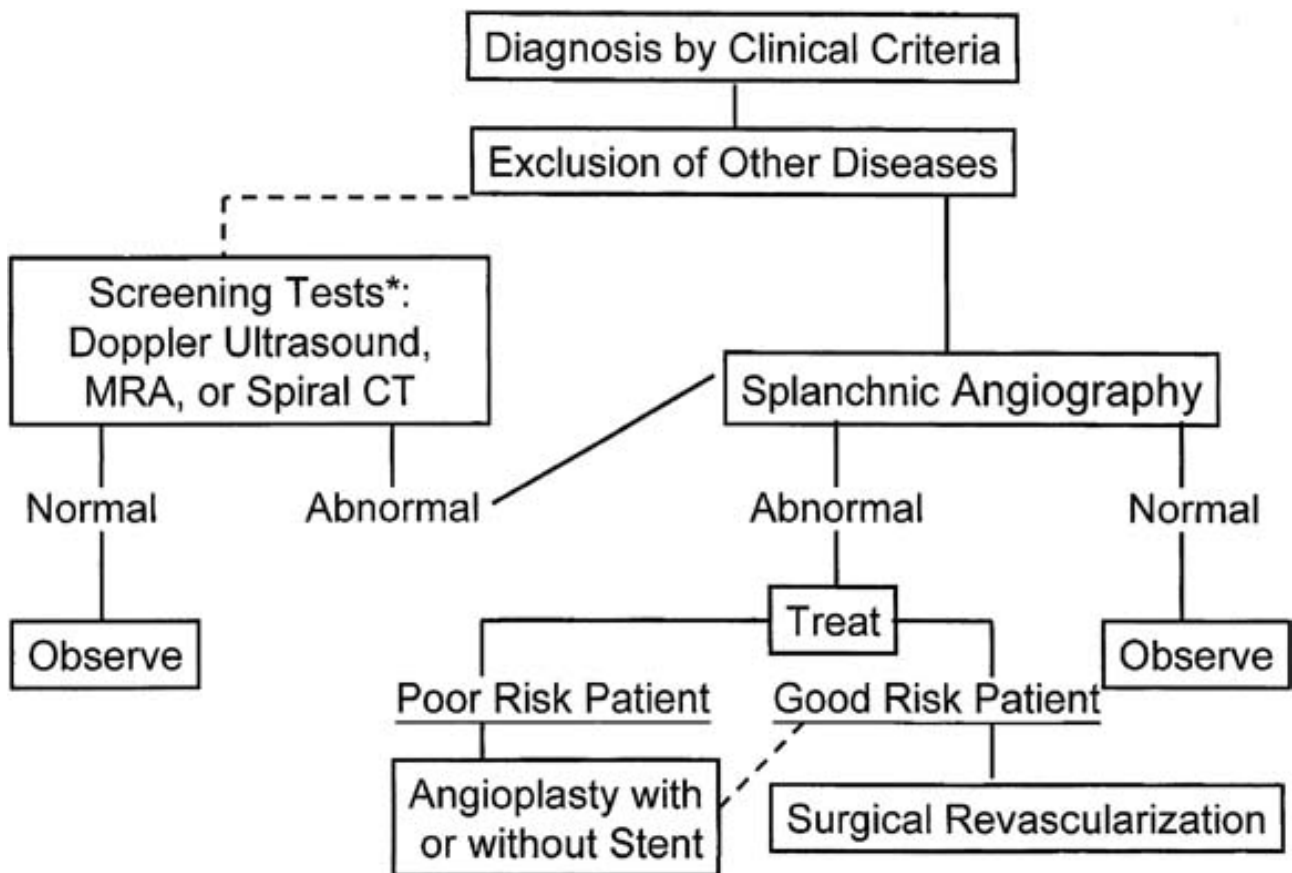 Diagnosis by Clinical Criteria
Exclusion of Other Diseases
Screening Tests*:
Doppler Ultrasound,
MRA, or Spiral CT
Splanchnic Angiography
Normal
Abnormal
Abnormal
Normal
Observe
Treat
Observe
Poor Risk Patient
Good Risk Patient
Angioplasty with
or without Stent
Surgical Revascularization